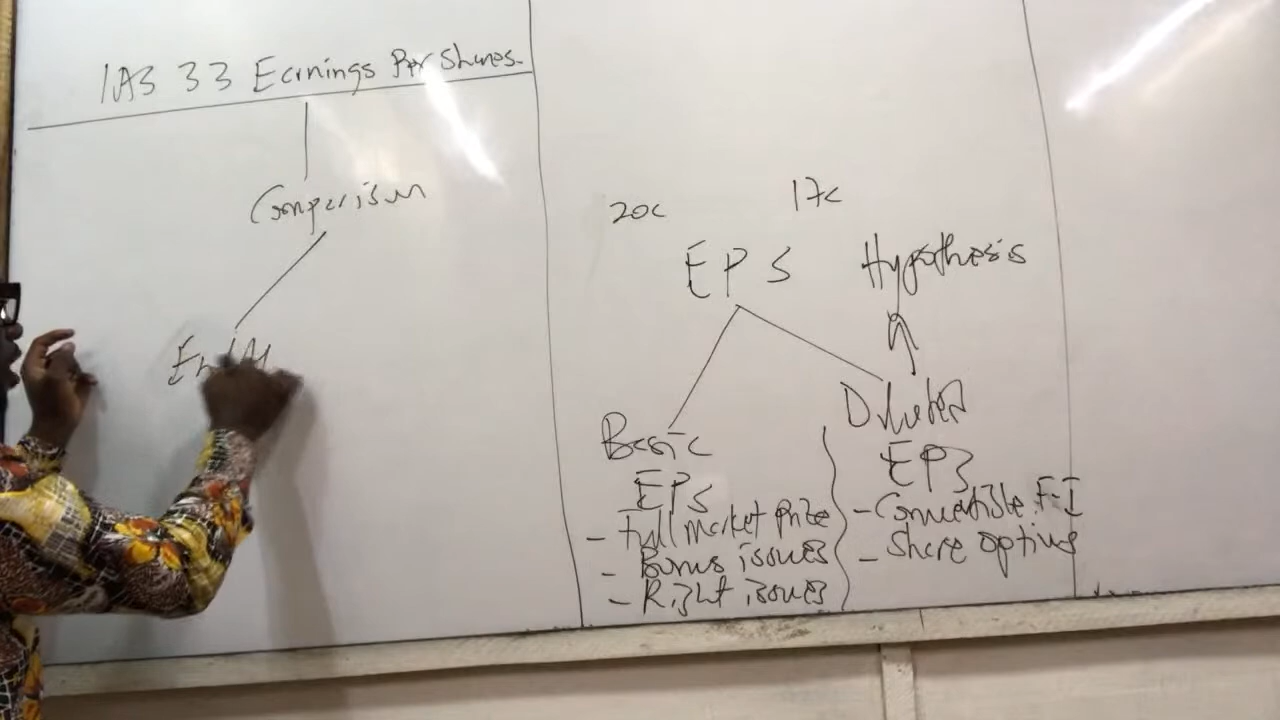 IAS 33 Earnings Per Shares
Comparism
20c
17c
EPS
Hypothesis
Basic
EPS
- Full market price
- Bonus issues
- Right issues
Diluted
EPS
- Convertible F-I
- Share options